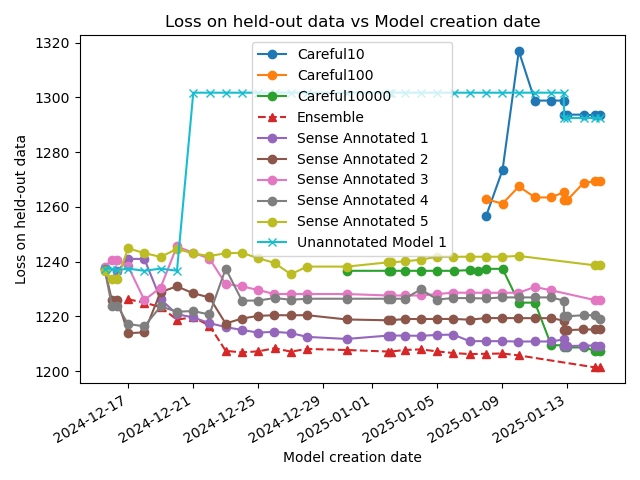 Loss on held-out data vs Model creation date
Loss on held-out data
1320
1300
1280
1260
1240
1220
1200
Careful10
Careful100
Careful10000
Ensemble
Sense Annotated 1
Sense Annotated 2
Sense Annotated 3
Sense Annotated 4
Sense Annotated 5
Unannotated Model 1
2024-12-17
2024-12-21
2024-12-25
2024-12-29
2025-01-01
2025-01-05
2025-01-09
2025-01-13
Model creation date